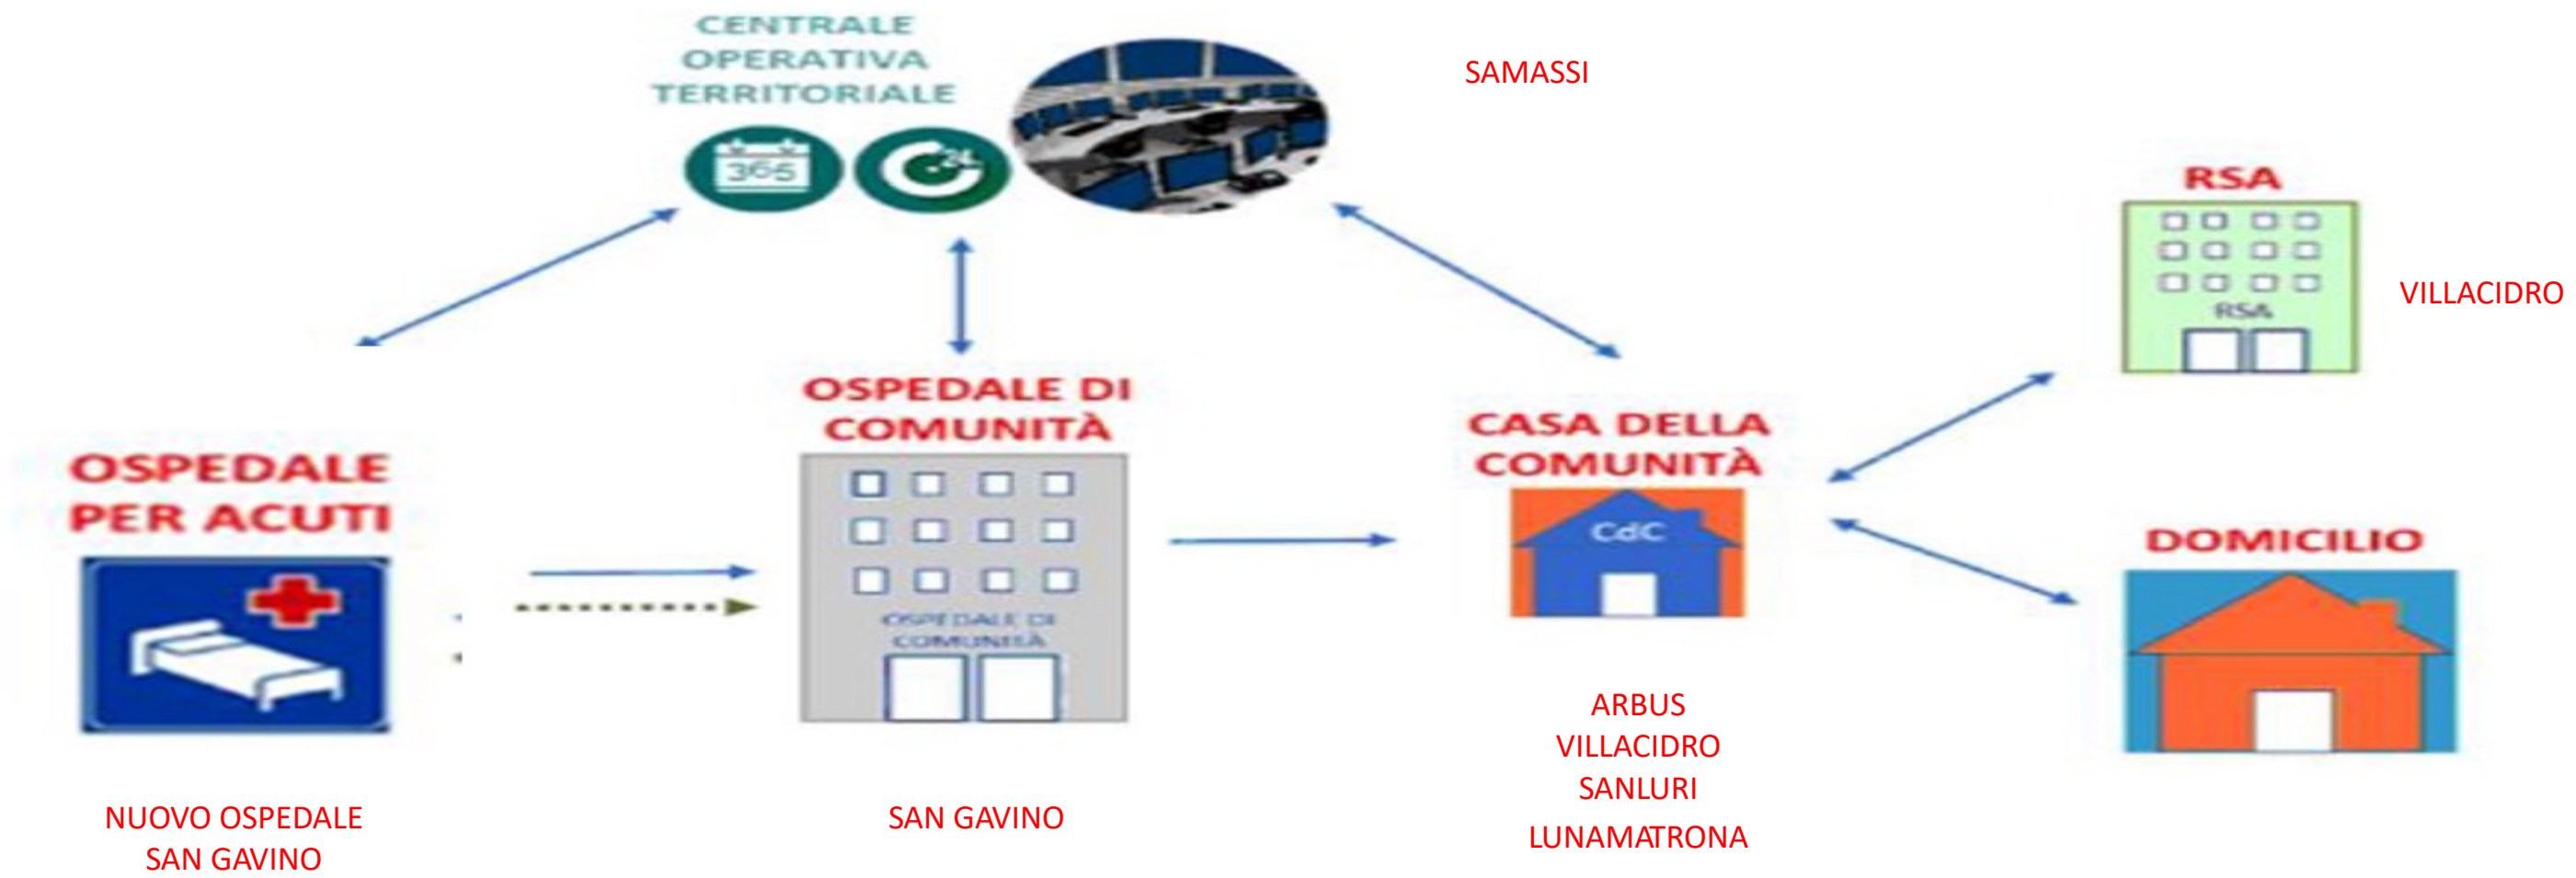 CENTRALE
OPERATIVA
TERRITORIALE
365
24
SAMASSI
RSA
RSA
VILLACIDRO
OSPEDALE
PER ACUTI
NUOVO OSPEDALE
SAN GAVINO
OSPEDALE DI
COMUNITÀ
OSPEDALE DI
COMUNITÀ
SAN GAVINO
CASA DELLA
COMUNITÀ
CdC
ARBUS
VILLACIDRO
SANLURI
LUNAMATRONA
DOMICILIO